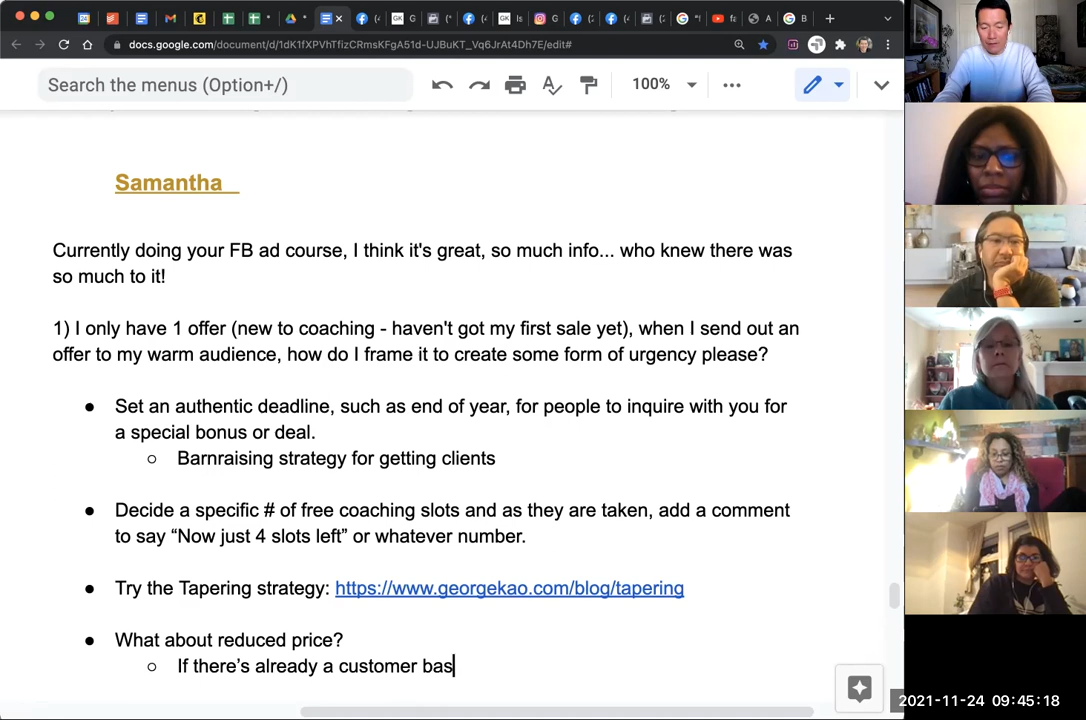 docs.google.com/document/d/1dK1fXPVhTfizCRmsKFgA51d-UJBuKT_Vq6JrAt4Dh7E/edit#
Search the menus (Option+/)
100%
Samantha
Currently doing your FB ad course, I think it's great, so much info... who knew there was
so much to it!
1) I only have 1 offer (new to coaching - haven't got my first sale yet), when I send out an
offer to my warm audience, how do I frame it to create some form of urgency please?
● Set an authentic deadline, such as end of year, for people to inquire with you for
a special bonus or deal.
○ Barnraising strategy for getting clients
● Decide a specific # of free coaching slots and as they are taken, add a comment
to say “Now just 4 slots left” or whatever number.
● Try the Tapering strategy: https://www.georgekao.com/blog/tapering
● What about reduced price?
○ If there’s already a customer bas
2021-11-24 09:45:18